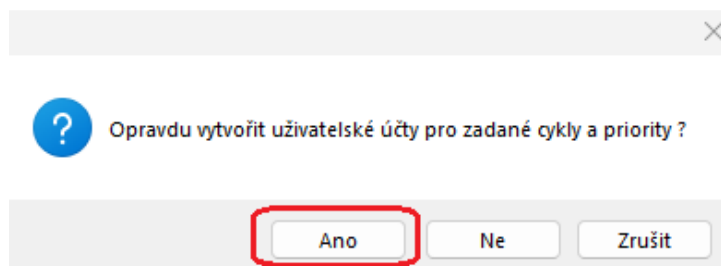 Opravdu vytvořit uživatelské účty pro zadané cykly a priority ?
Ano Ne Zrušit